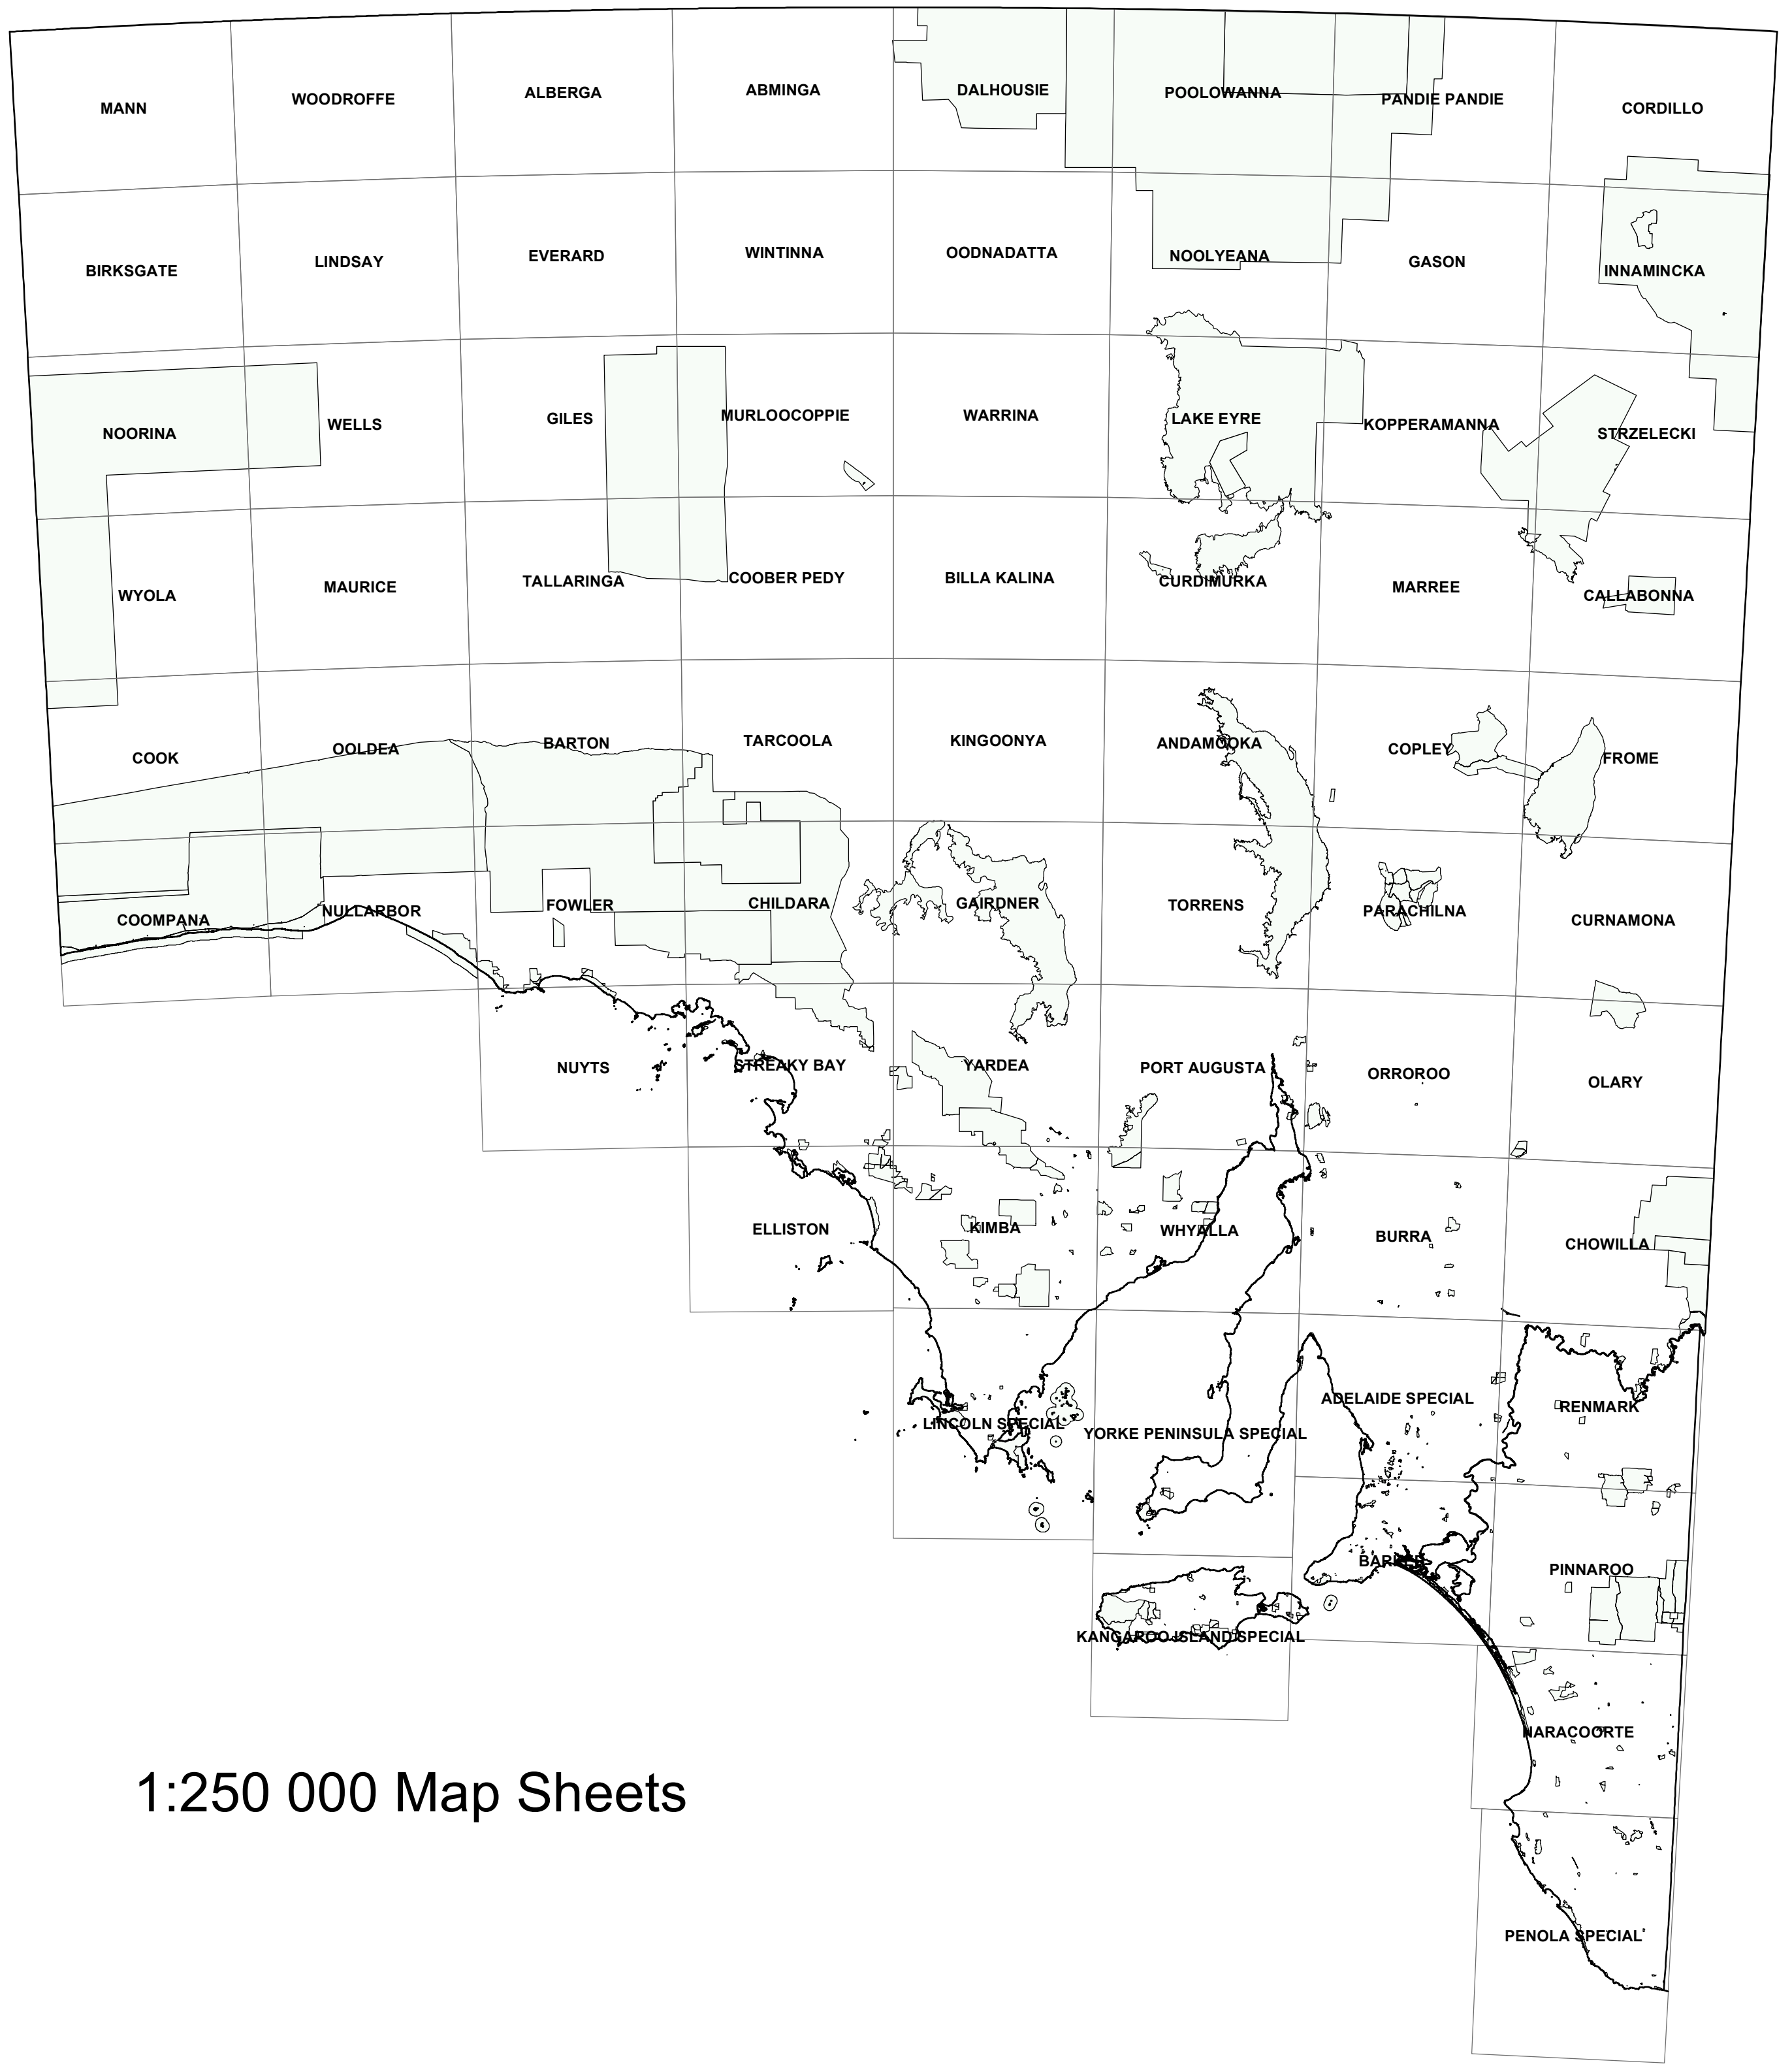 MANN
WOODROFFE
ALBERGA
ABMINGA
DALHOUSIE
POOLOWANNA
PANDIE PANDIE
CORDILLO
BIRKSGATE
LINDSAY
EVERARD
WINTINNA
OODNADATTA
NOOLYEANA
GASON
INNAMINCKA
NOORINA
WELLS
GILES
MURLOOCOPPIE
WARRINA
LAKE EYRE
KOPPERAMANNA
STRZELECKI
WYOLA
MAURICE
TALLARINGA
COOBER PEDY
BILLA KALINA
CURDIMURKA
MARREE
CALLABONNA
COOK
OOLDEA
BARTON
TARCOOLA
KINGOONYA
ANDAMOOKA
COPLEY
FROME
COOMPANA
NULLARBOR
FOWLER
CHILDARA
GAIRDNER
TORRENS
PARACHILNA
CURNAMONA
NUYTS
STREAKY BAY
YARDEA
PORT AUGUSTA
ORROROO
OLARY
ELLISTON
KIMBA
WHYALLA
BURRA
CHOWILLA
LINCOLN SPECIAL
YORKE PENINSULA SPECIAL
ADELAIDE SPECIAL
RENMARK
BARKER
PINNAROO
KANGAROO ISLAND SPECIAL
NARACOORTE
1:250 000 Map Sheets
PENOLA SPECIAL